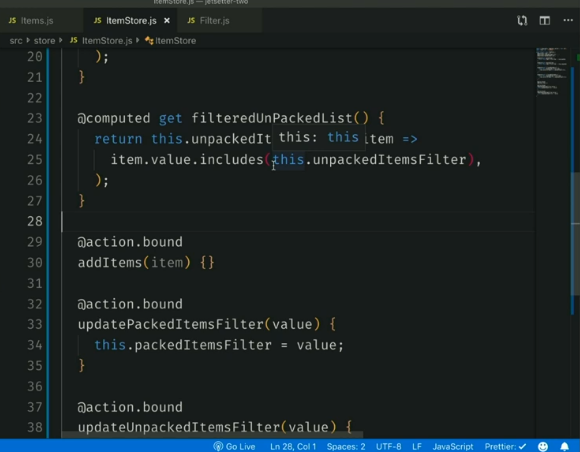 ItemStore.js — jetsetter-two
JS Items.js JS ItemStore.js × JS Filter.js
src › store › JS ItemStore.js › ItemStore
20 );
21 }
22
23 @computed get filteredUnPackedList() {
24 return this.unpackedIt this: this item =>
25 item.value.includes(this.unpackedItemsFilter),
26 );
27 }
28
29 @action.bound
30 addItems(item) {}
31
32 @action.bound
33 updatePackedItemsFilter(value) {
34 this.packedItemsFilter = value;
35 }
36
37 @action.bound
38 updateUnpackedItemsFilter(value) {
Go Live Ln 28, Col 1 Spaces: 2 UTF-8 LF JavaScript Prettier: ✓